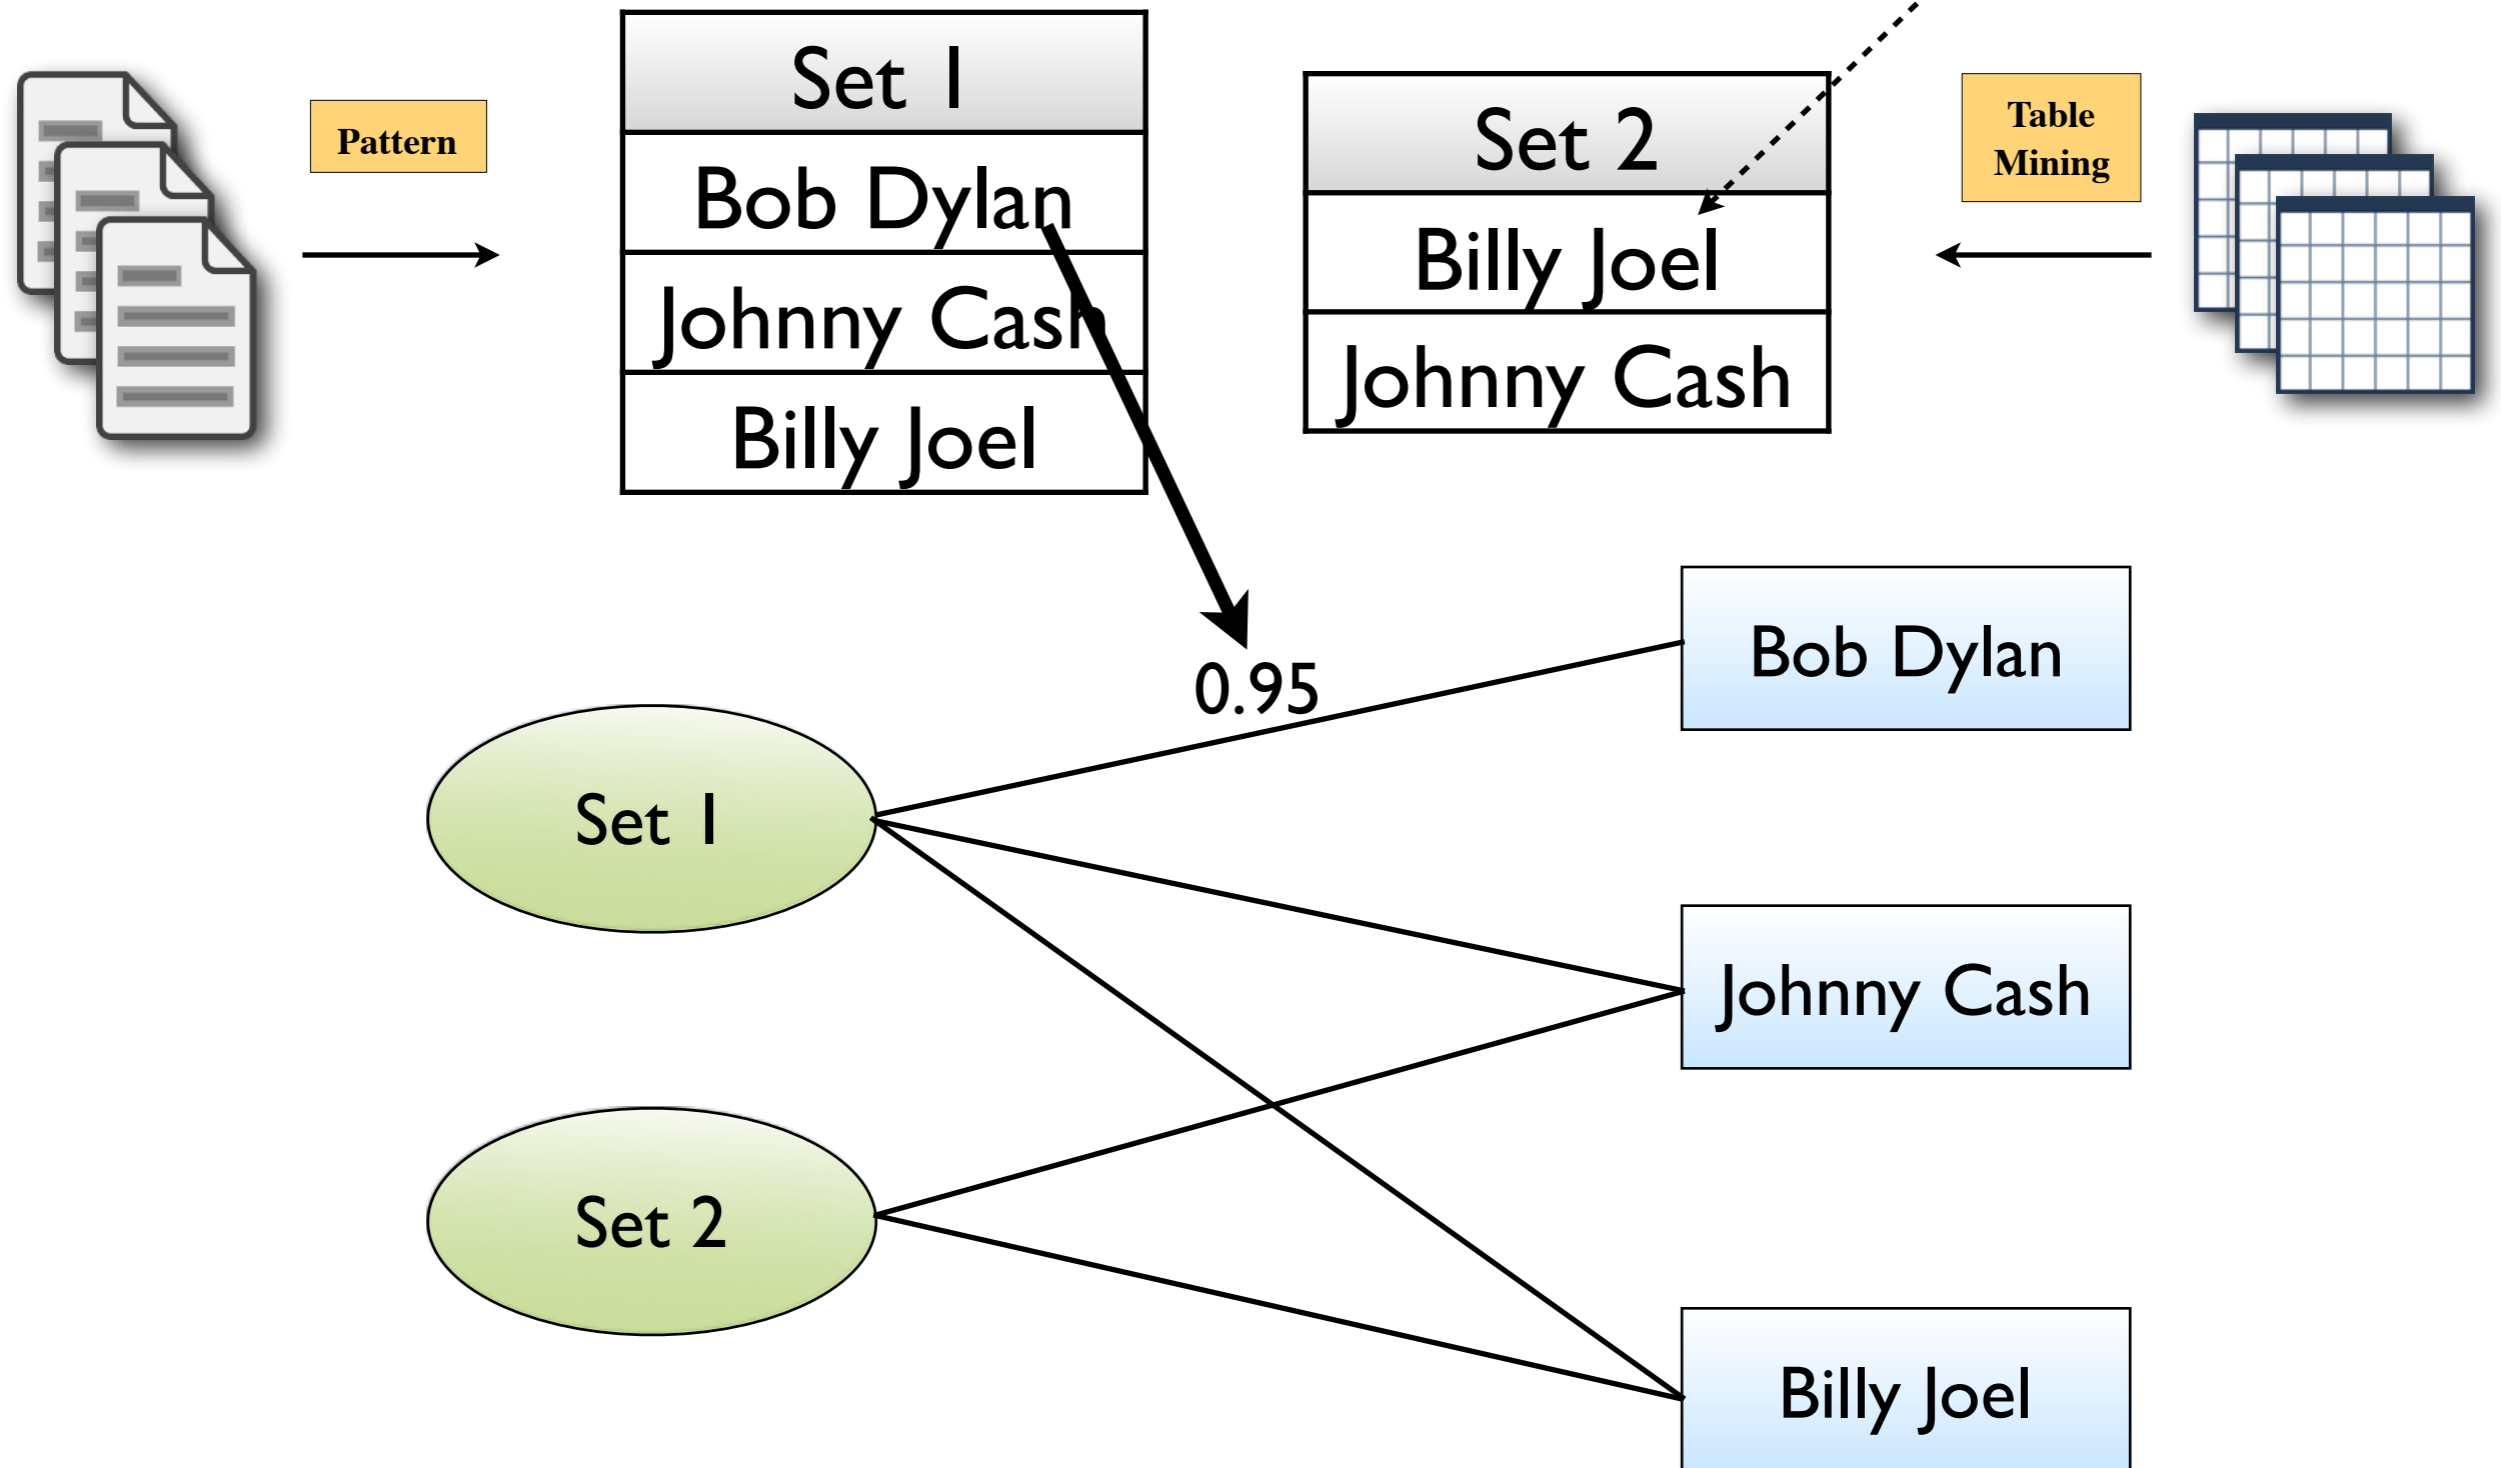 Pattern
Set 1
Bob Dylan
Johnny Cash
Billy Joel
Set 2
Billy Joel
Johnny Cash
Table
Mining
0.95
Set 1
Set 2
Bob Dylan
Johnny Cash
Billy Joel